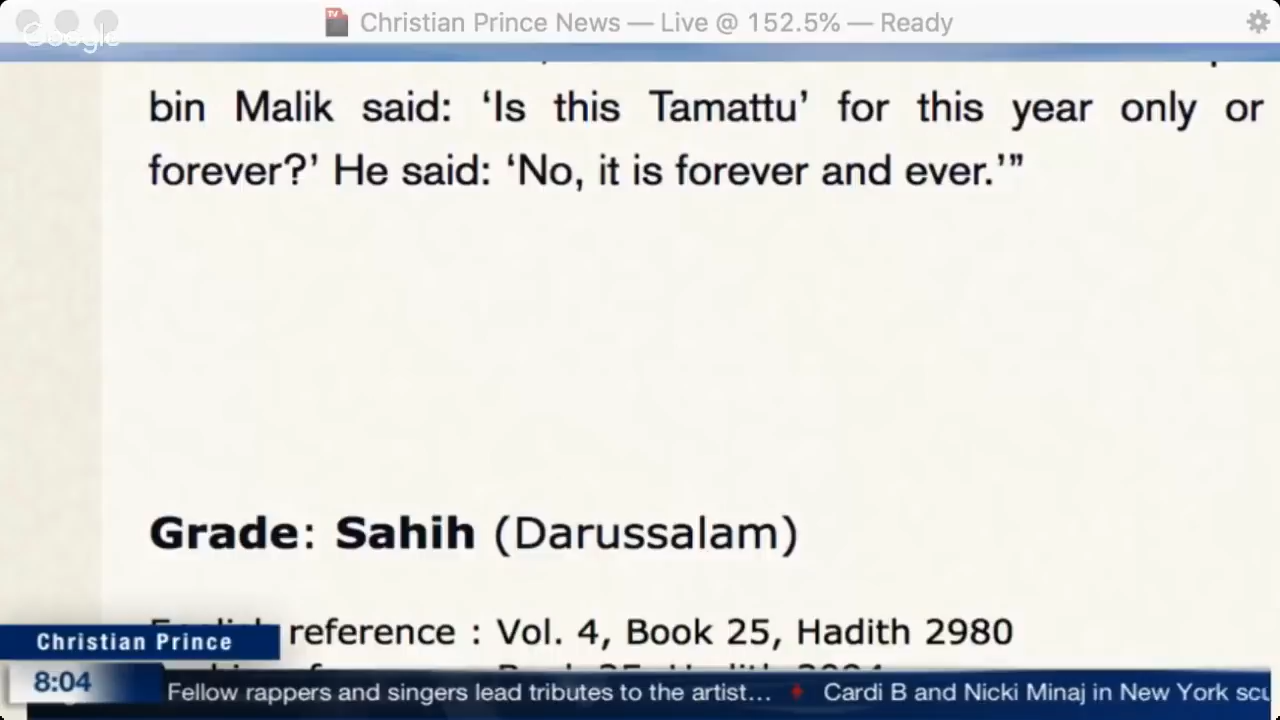 Christian Prince News — Live @ 152.5% — Ready
Google
bin Malik said: ‘Is this Tamattu’ for this year only or
forever?’ He said: ‘No, it is forever and ever.’”
Grade: Sahih (Darussalam)
reference : Vol. 4, Book 25, Hadith 2980
Christian Prince
8:04
Fellow rappers and singers lead tributes to the artist... ♦ Cardi B and Nicki Minaj in New York scu